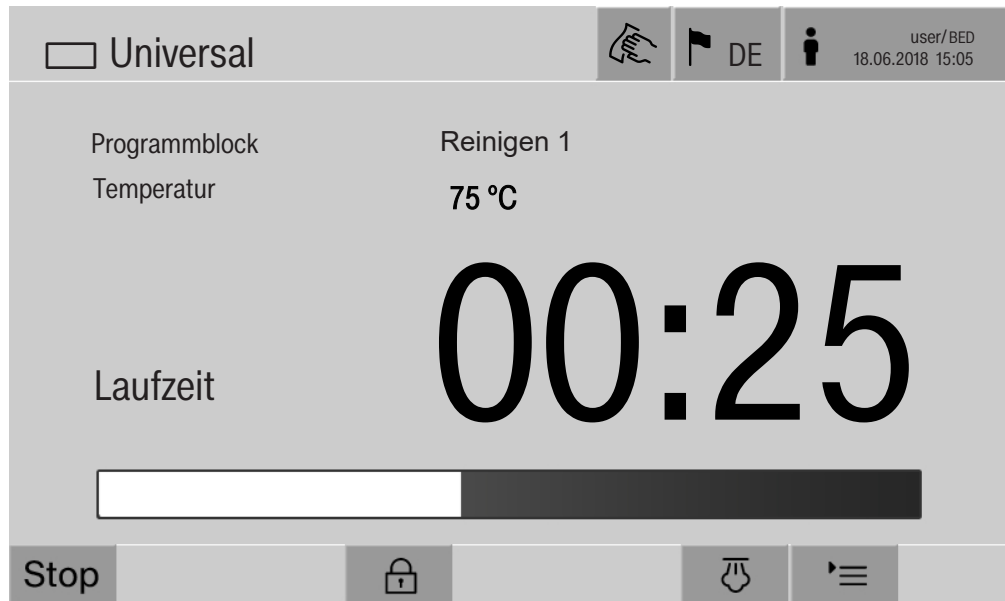 Universal
DE
user/BED
18.06.2018 15:05
Programmblock Reinigen 1
Temperatur 75 °C
Laufzeit 00:25
Stop